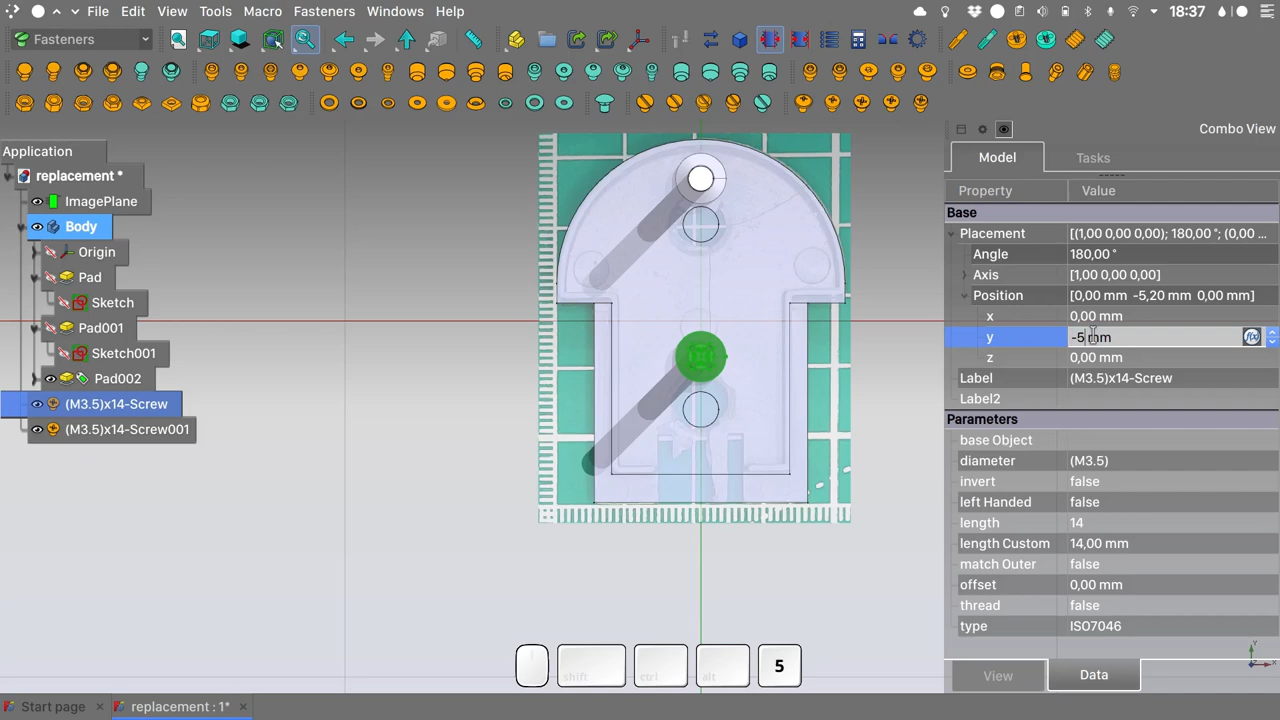 File Edit View Tools Macro Fasteners Windows Help
18:37
Fasteners
Combo View
Application
replacement *
ImagePlane
Body
Origin
Pad
Sketch
Pad001
Sketch001
Pad002
(M3.5)x14-Screw
(M3.5)x14-Screw001
Model Tasks
Property Value
Base
Placement [(1,00 0,00 0,00); 180,00 °; (0,00 ...
Angle 180,00 °
Axis [1,00 0,00 0,00]
Position [0,00 mm -5,20 mm 0,00 mm]
x 0,00 mm
y -5 mm
z 0,00 mm
Label (M3.5)x14-Screw
Label2
Parameters
base Object
diameter (M3.5)
invert false
left Handed false
length 14
length Custom 14,00 mm
match Outer false
offset 0,00 mm
thread false
type ISO7046
View Data
shift ctrl alt 5
Start page replacement : 1*